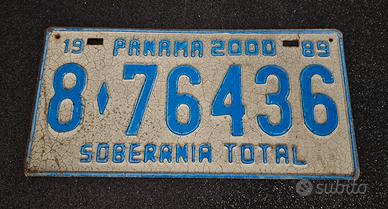 19 PANAMA 2000 89
8♦76436
SOBERANIA TOTAL
subito